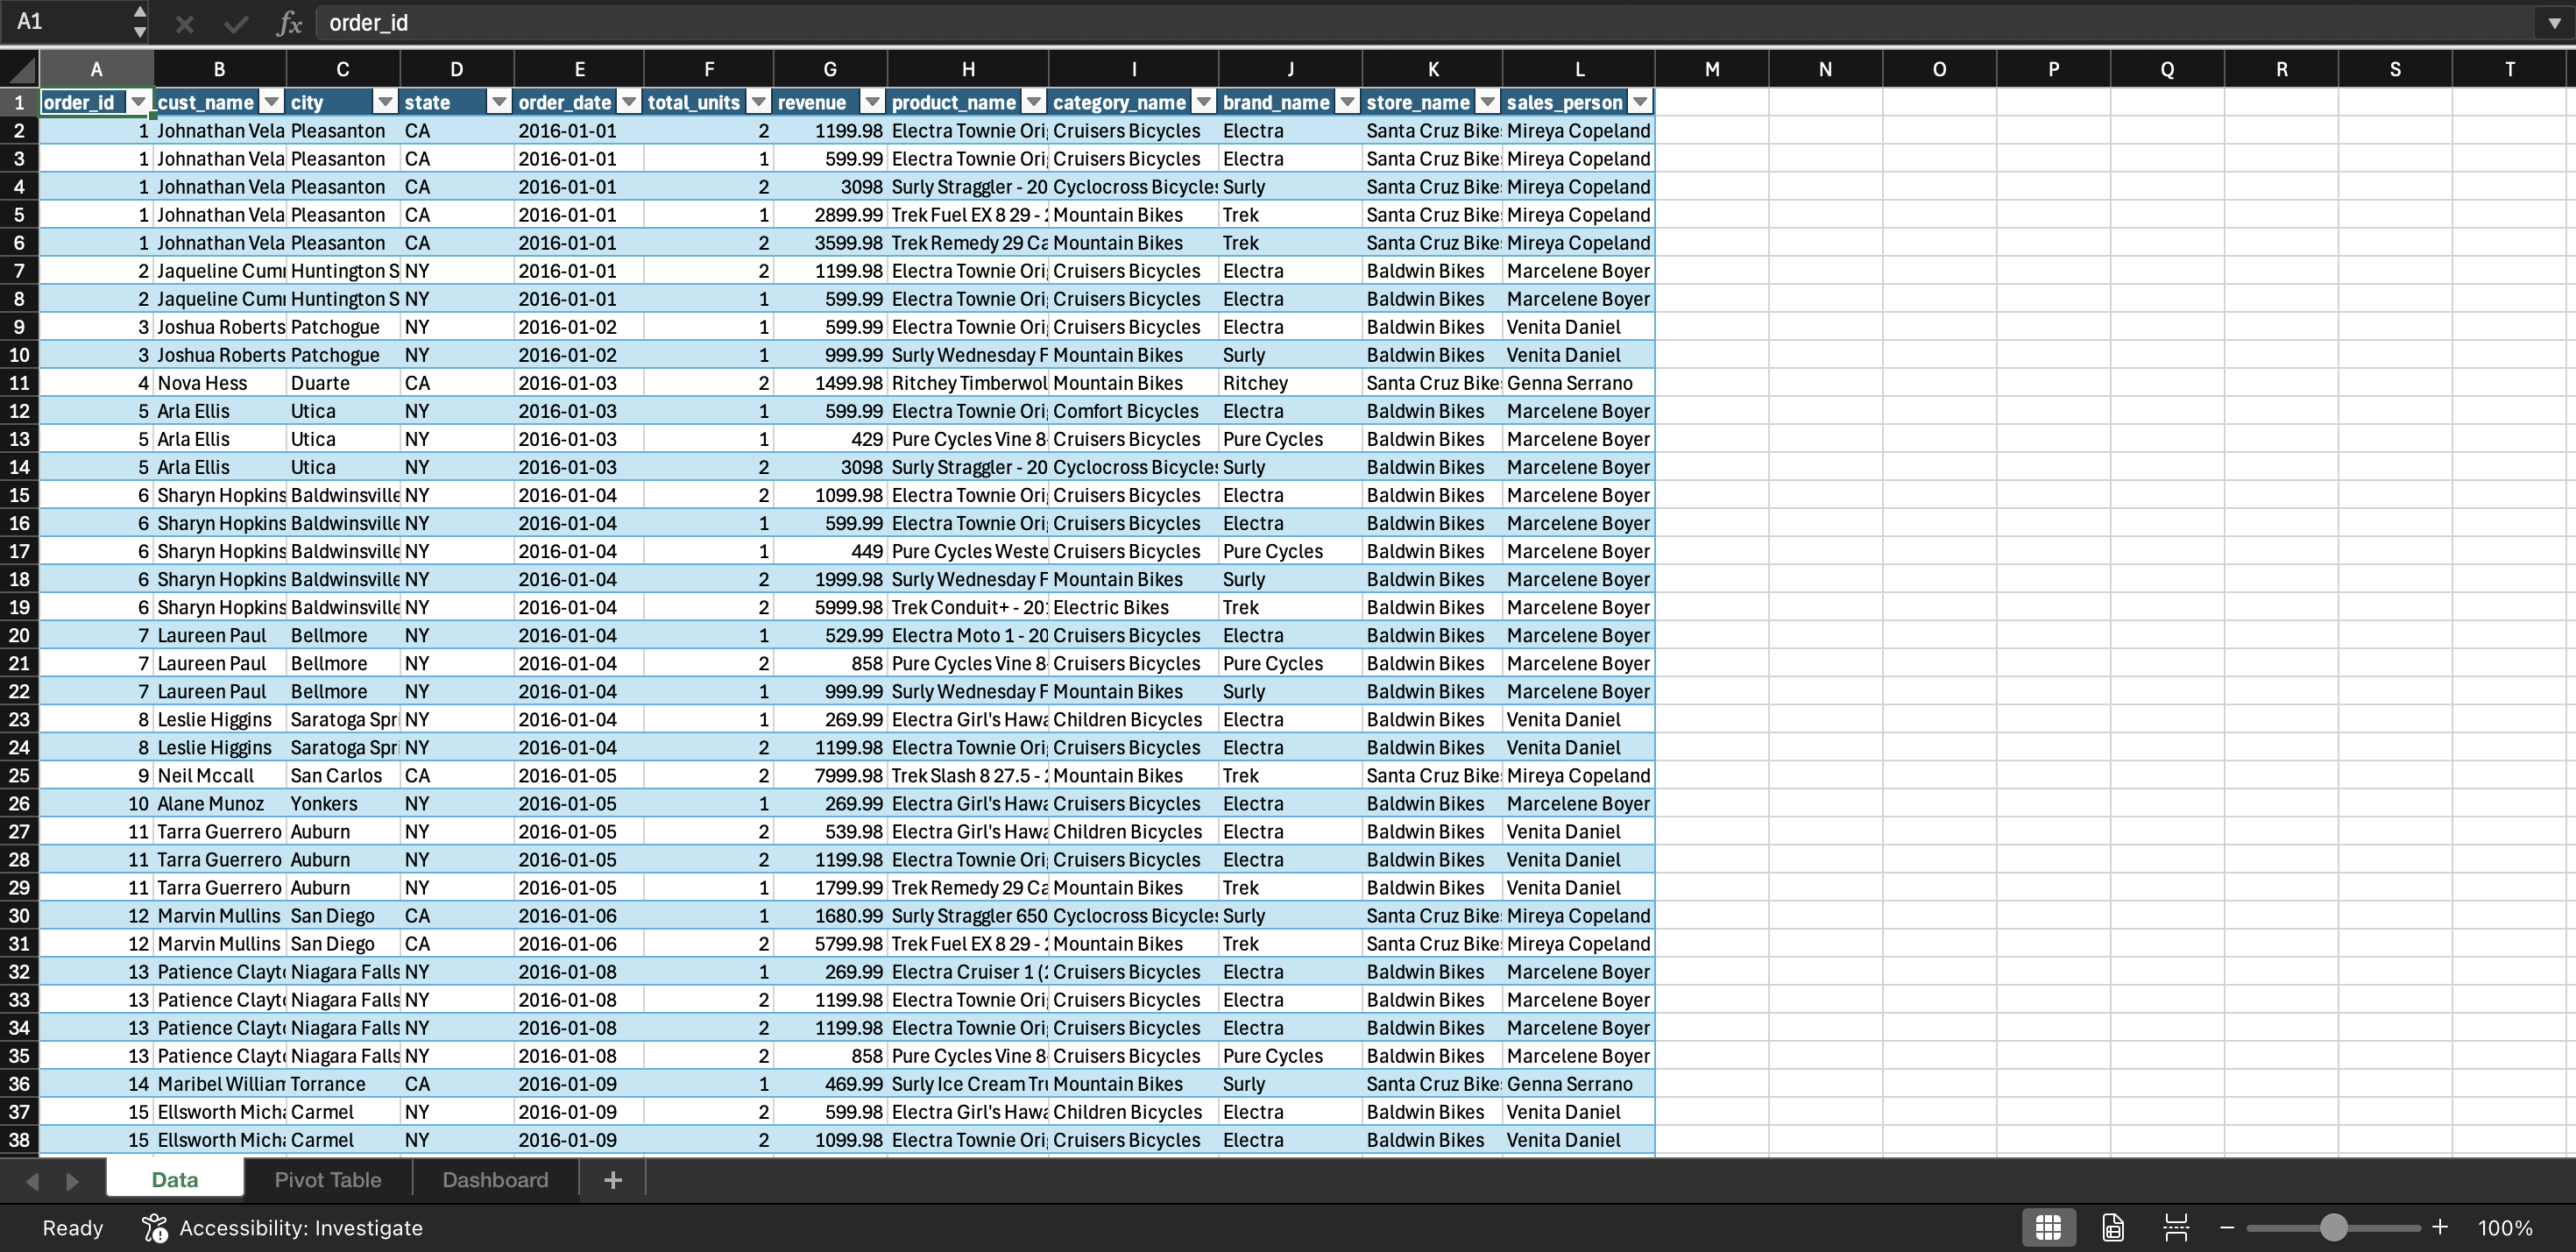 A1 fx order_id
A B C D E F G H I J K L M N O P Q R S T
1 order_id cust_name city state order_date total_units revenue product_name category_name brand_name store_name sales_person
2 1 Johnathan Vela Pleasanton CA 2016-01-01 2 1199.98 Electra Townie Ori Cruisers Bicycles Electra Santa Cruz Bike Mireya Copeland
3 1 Johnathan Vela Pleasanton CA 2016-01-01 1 599.99 Electra Townie Ori Cruisers Bicycles Electra Santa Cruz Bike Mireya Copeland
4 1 Johnathan Vela Pleasanton CA 2016-01-01 2 3098 Surly Straggler - 20 Cyclocross Bicycles Surly Santa Cruz Bike Mireya Copeland
5 1 Johnathan Vela Pleasanton CA 2016-01-01 1 2899.99 Trek Fuel EX 8 29 - Mountain Bikes Trek Santa Cruz Bike Mireya Copeland
6 1 Johnathan Vela Pleasanton CA 2016-01-01 2 3599.98 Trek Remedy 29 Ca Mountain Bikes Trek Santa Cruz Bike Mireya Copeland
7 2 Jaqueline Cum Huntington S NY 2016-01-01 2 1199.98 Electra Townie Ori Cruisers Bicycles Electra Baldwin Bikes Marcelene Boyer
8 2 Jaqueline Cum Huntington S NY 2016-01-01 1 599.99 Electra Townie Ori Cruisers Bicycles Electra Baldwin Bikes Marcelene Boyer
9 3 Joshua Roberts Patchogue NY 2016-01-02 1 599.99 Electra Townie Ori Cruisers Bicycles Electra Baldwin Bikes Venita Daniel
10 3 Joshua Roberts Patchogue NY 2016-01-02 1 999.99 Surly Wednesday F Mountain Bikes Surly Baldwin Bikes Venita Daniel
11 4 Nova Hess Duarte CA 2016-01-03 2 1499.98 Ritchey Timberwol Mountain Bikes Ritchey Santa Cruz Bike Genna Serrano
12 5 Arla Ellis Utica NY 2016-01-03 1 599.99 Electra Townie Ori Comfort Bicycles Electra Baldwin Bikes Marcelene Boyer
13 5 Arla Ellis Utica NY 2016-01-03 1 429 Pure Cycles Vine 8- Cruisers Bicycles Pure Cycles Baldwin Bikes Marcelene Boyer
14 5 Arla Ellis Utica NY 2016-01-03 2 3098 Surly Straggler - 20 Cyclocross Bicycles Surly Baldwin Bikes Marcelene Boyer
15 6 Sharyn Hopkins Baldwinsville NY 2016-01-04 2 1099.98 Electra Townie Ori Cruisers Bicycles Electra Baldwin Bikes Marcelene Boyer
16 6 Sharyn Hopkins Baldwinsville NY 2016-01-04 1 599.99 Electra Townie Ori Cruisers Bicycles Electra Baldwin Bikes Marcelene Boyer
17 6 Sharyn Hopkins Baldwinsville NY 2016-01-04 1 449 Pure Cycles Weste Cruisers Bicycles Pure Cycles Baldwin Bikes Marcelene Boyer
18 6 Sharyn Hopkins Baldwinsville NY 2016-01-04 2 1999.98 Surly Wednesday F Mountain Bikes Surly Baldwin Bikes Marcelene Boyer
19 6 Sharyn Hopkins Baldwinsville NY 2016-01-04 2 5999.98 Trek Conduit+ - 20 Electric Bikes Trek Baldwin Bikes Marcelene Boyer
20 7 Laureen Paul Bellmore NY 2016-01-04 1 529.99 Electra Moto 1 - 20 Cruisers Bicycles Electra Baldwin Bikes Marcelene Boyer
21 7 Laureen Paul Bellmore NY 2016-01-04 2 858 Pure Cycles Vine 8- Cruisers Bicycles Pure Cycles Baldwin Bikes Marcelene Boyer
22 7 Laureen Paul Bellmore NY 2016-01-04 1 999.99 Surly Wednesday F Mountain Bikes Surly Baldwin Bikes Marcelene Boyer
23 8 Leslie Higgins Saratoga Spri NY 2016-01-04 1 269.99 Electra Girl's Hawa Children Bicycles Electra Baldwin Bikes Venita Daniel
24 8 Leslie Higgins Saratoga Spri NY 2016-01-04 2 1199.98 Electra Townie Ori Cruisers Bicycles Electra Baldwin Bikes Venita Daniel
25 9 Neil Mccall San Carlos CA 2016-01-05 2 7999.98 Trek Slash 8 27.5 - Mountain Bikes Trek Santa Cruz Bike Mireya Copeland
26 10 Alane Munoz Yonkers NY 2016-01-05 1 269.99 Electra Girl's Hawa Cruisers Bicycles Electra Baldwin Bikes Marcelene Boyer
27 11 Tarra Guerrero Auburn NY 2016-01-05 2 539.98 Electra Girl's Hawa Children Bicycles Electra Baldwin Bikes Venita Daniel
28 11 Tarra Guerrero Auburn NY 2016-01-05 2 1199.98 Electra Townie Ori Cruisers Bicycles Electra Baldwin Bikes Venita Daniel
29 11 Tarra Guerrero Auburn NY 2016-01-05 1 1799.99 Trek Remedy 29 Ca Mountain Bikes Trek Baldwin Bikes Venita Daniel
30 12 Marvin Mullins San Diego CA 2016-01-06 1 1680.99 Surly Straggler 650 Cyclocross Bicycles Surly Santa Cruz Bike Mireya Copeland
31 12 Marvin Mullins San Diego CA 2016-01-06 2 5799.98 Trek Fuel EX 8 29 - Mountain Bikes Trek Santa Cruz Bike Mireya Copeland
32 13 Patience Clayt Niagara Falls NY 2016-01-08 1 269.99 Electra Cruiser 1 ( Cruisers Bicycles Electra Baldwin Bikes Marcelene Boyer
33 13 Patience Clayt Niagara Falls NY 2016-01-08 2 1199.98 Electra Townie Ori Cruisers Bicycles Electra Baldwin Bikes Marcelene Boyer
34 13 Patience Clayt Niagara Falls NY 2016-01-08 2 1199.98 Electra Townie Ori Cruisers Bicycles Electra Baldwin Bikes Marcelene Boyer
35 13 Patience Clayt Niagara Falls NY 2016-01-08 2 858 Pure Cycles Vine 8- Cruisers Bicycles Pure Cycles Baldwin Bikes Marcelene Boyer
36 14 Maribel William Torrance CA 2016-01-09 1 469.99 Surly Ice Cream Tr Mountain Bikes Surly Santa Cruz Bike Genna Serrano
37 15 Ellsworth Mich Carmel NY 2016-01-09 2 599.98 Electra Girl's Hawa Children Bicycles Electra Baldwin Bikes Venita Daniel
38 15 Ellsworth Mich Carmel NY 2016-01-09 2 1099.98 Electra Townie Ori Cruisers Bicycles Electra Baldwin Bikes Venita Daniel
Data Pivot Table Dashboard +
Ready Accessibility: Investigate 100%